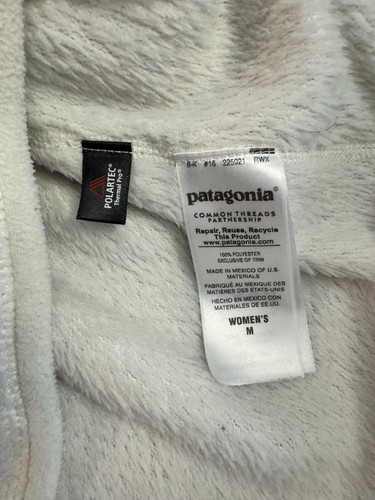 POLARTEC®
Thermal Pro®
8-K #16 225021 RWX
patagonia®
COMMON THREADS
PARTNERSHIP
Repair, Reuse, Recycle
This Product
www.patagonia.com
100% POLYESTER
EXCLUSIVE OF TRIM
MADE IN MEXICO OF U.S.
MATERIALS
FABRIQUÉ AU MEXIQUE DES
MATIÈRES DES ETATS-UNIS
HECHO EN MEXICO CON
MATERIALES DE EE.UU.
WOMEN'S
M